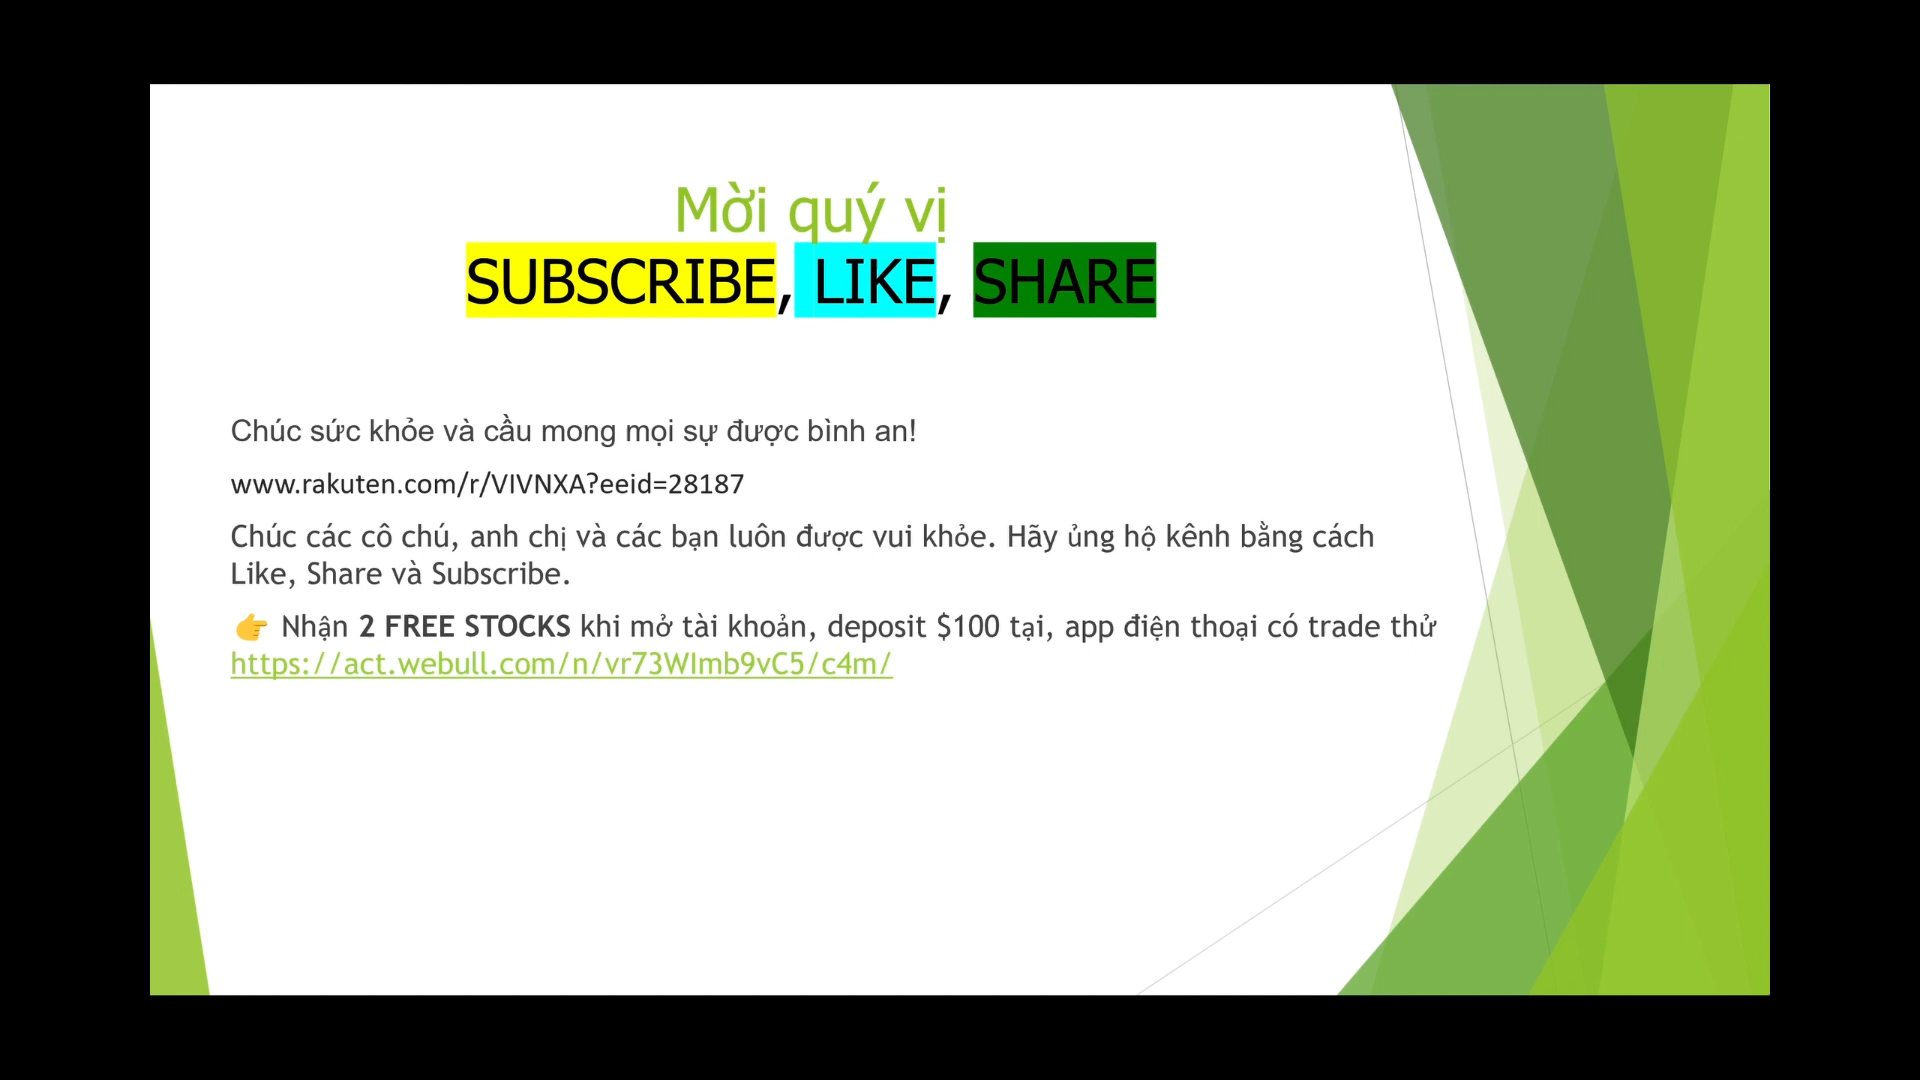 Mời quý vị
SUBSCRIBE, LIKE, SHARE
Chúc sức khỏe và cầu mong mọi sự được bình an!
www.rakuten.com/r/VIVNXA?eeid=28187
Chúc các cô chú, anh chị và các bạn luôn được vui khỏe. Hãy ủng hộ kênh bằng cách
Like, Share và Subscribe.
👉 Nhận 2 FREE STOCKS khi mở tài khoản, deposit $100 tại, app điện thoại có trade thử
https://act.webull.com/n/vr73WImb9vC5/c4m/